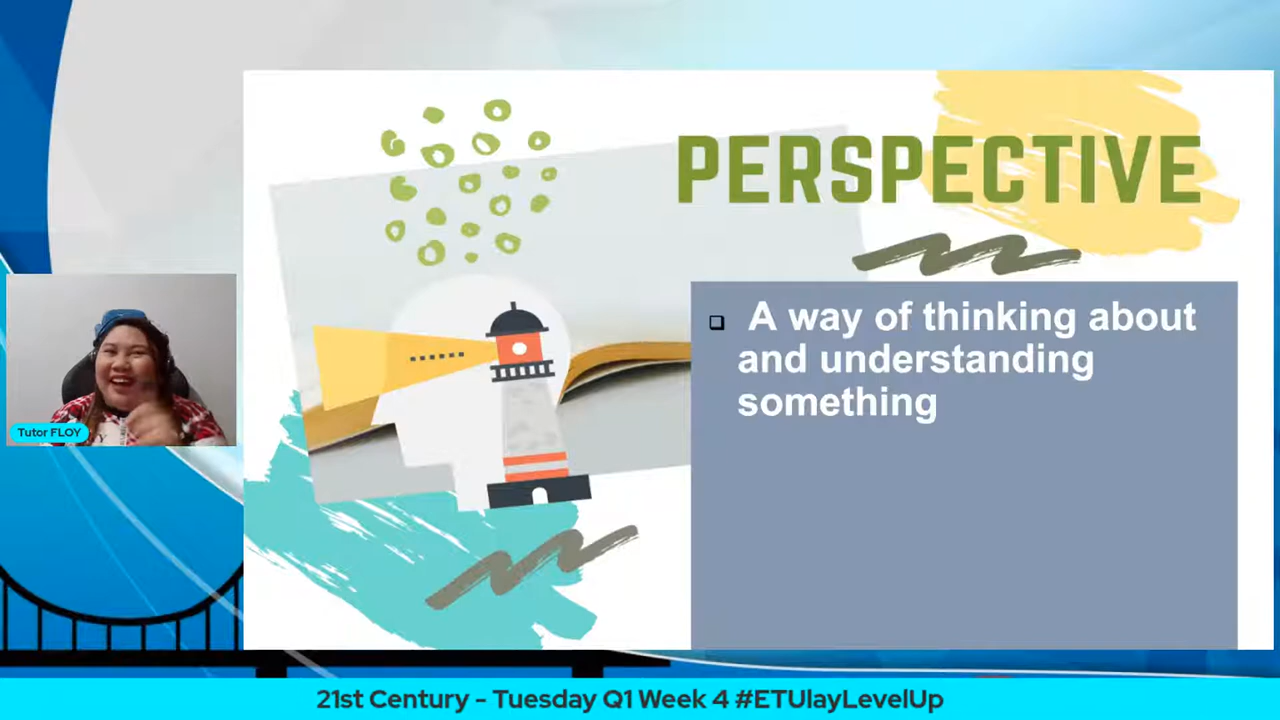 PERSPECTIVE
❑ A way of thinking about
and understanding
something
Tutor FLOY
21st Century - Tuesday Q1 Week 4 #ETUlayLevelUp